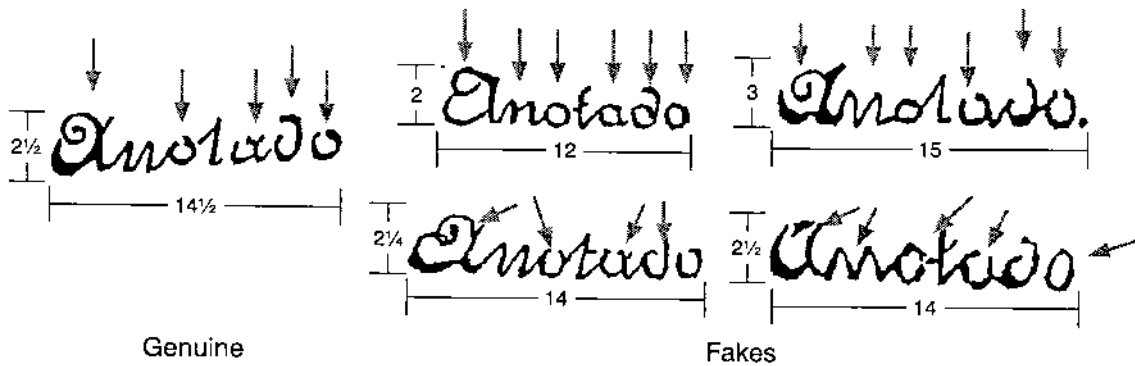 2½ Anotado
14½
2 Anotado
12
3 Anotado.
15
2¼ Anotado
14
2½ Anotado
14
Genuine
Fakes